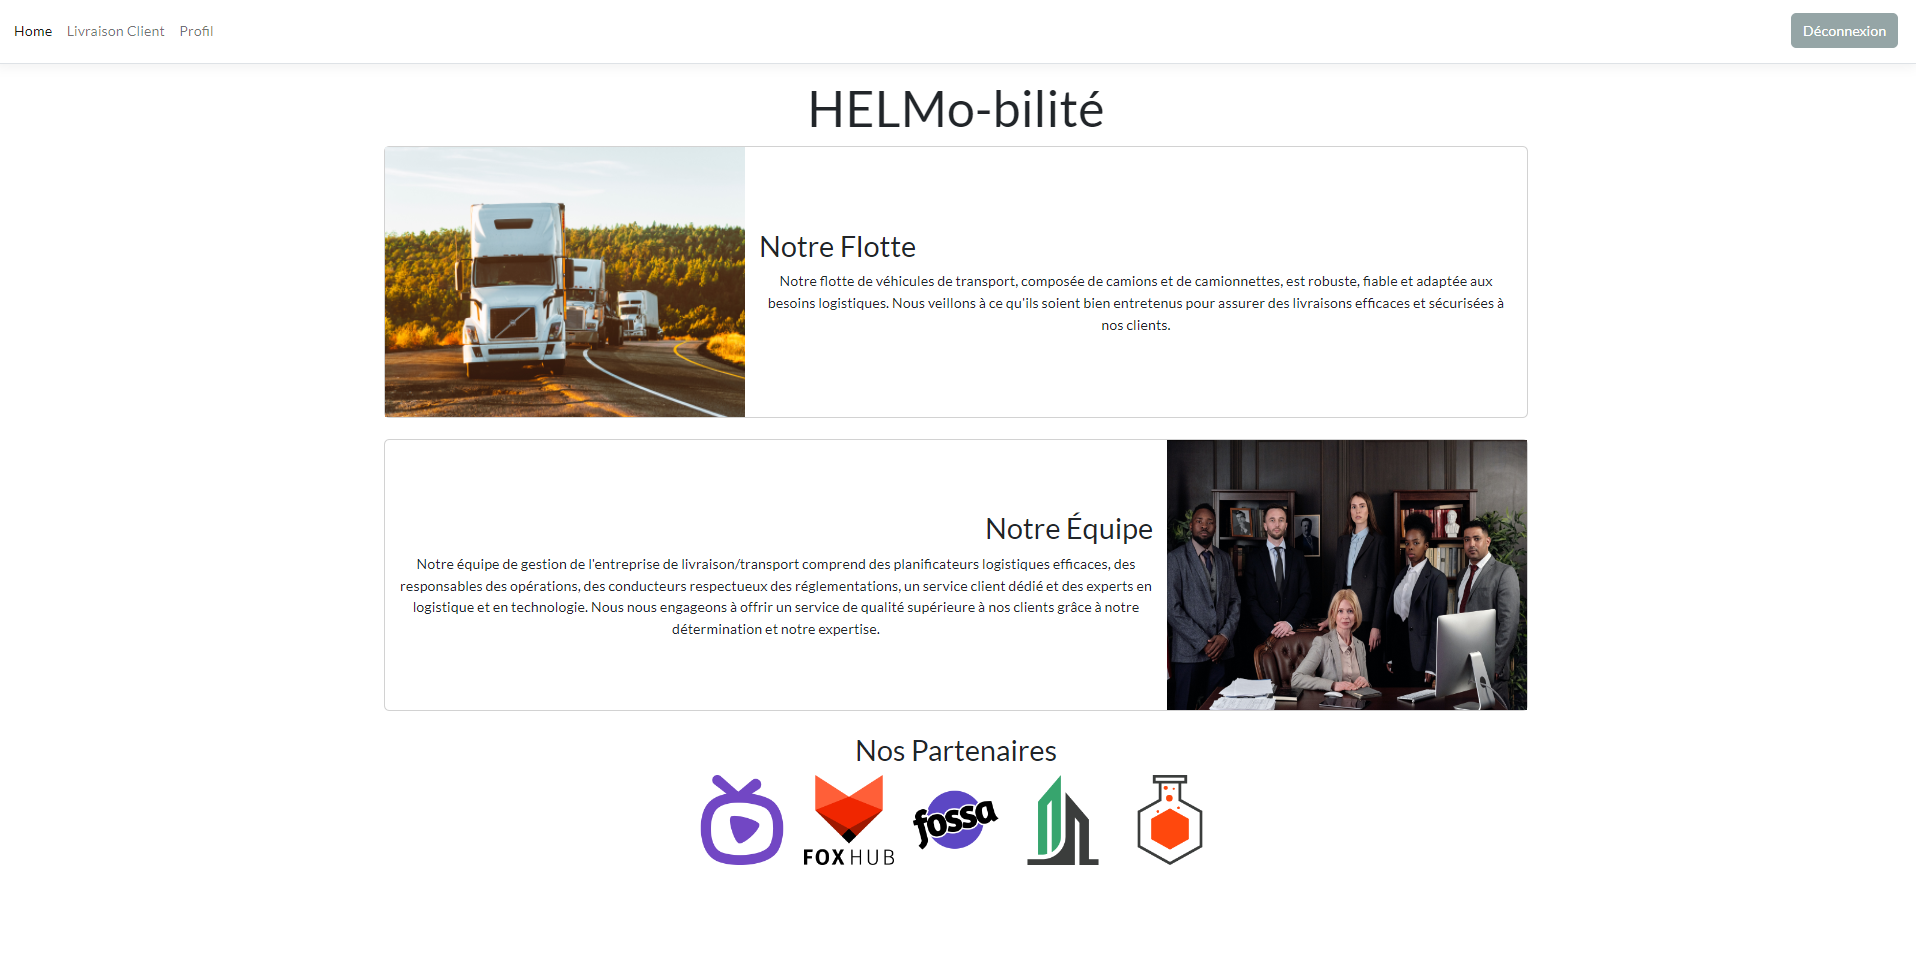 Home Livraison Client Profil Déconnexion
HELMo-bilité
Notre Flotte
Notre flotte de véhicules de transport, composée de camions et de camionnettes, est robuste, fiable et adaptée aux
besoins logistiques. Nous veillons à ce qu'ils soient bien entretenus pour assurer des livraisons efficaces et sécurisées à
nos clients.
Notre Équipe
Notre équipe de gestion de l'entreprise de livraison/transport comprend des planificateurs logistiques efficaces, des
responsables des opérations, des conducteurs respectueux des réglementations, un service client dédié et des experts en
logistique et en technologie. Nous nous engageons à offrir un service de qualité supérieure à nos clients grâce à notre
détermination et notre expertise.
Nos Partenaires
fossa
FOX HUB